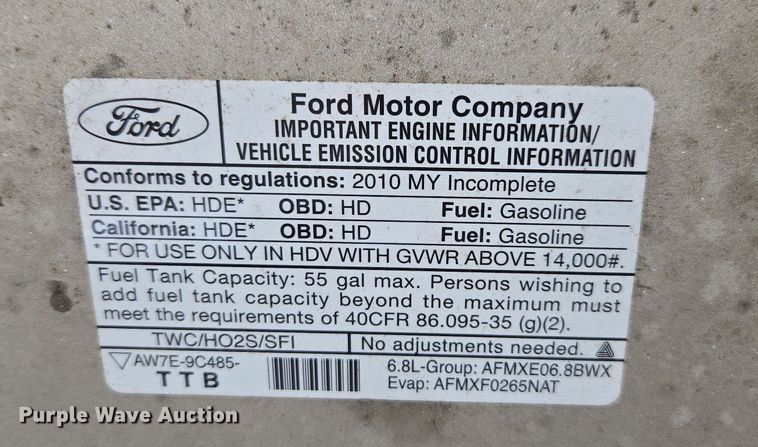 Ford
Ford Motor Company
IMPORTANT ENGINE INFORMATION/
VEHICLE EMISSION CONTROL INFORMATION
Conforms to regulations: 2010 MY Incomplete
U.S. EPA: HDE* OBD: HD Fuel: Gasoline
California: HDE* OBD: HD Fuel: Gasoline
* FOR USE ONLY IN HDV WITH GVWR ABOVE 14,000#.
Fuel Tank Capacity: 55 gal max. Persons wishing to
add fuel tank capacity beyond the maximum must
meet the requirements of 40CFR 86.095-35 (g)(2).
TWC/HO2S/SFI No adjustments needed.
AW7E-9C485-
TTB
6.8L-Group: AFMXE06.8BWX
Evap: AFMXF0265NAT
Purple Wave Auction